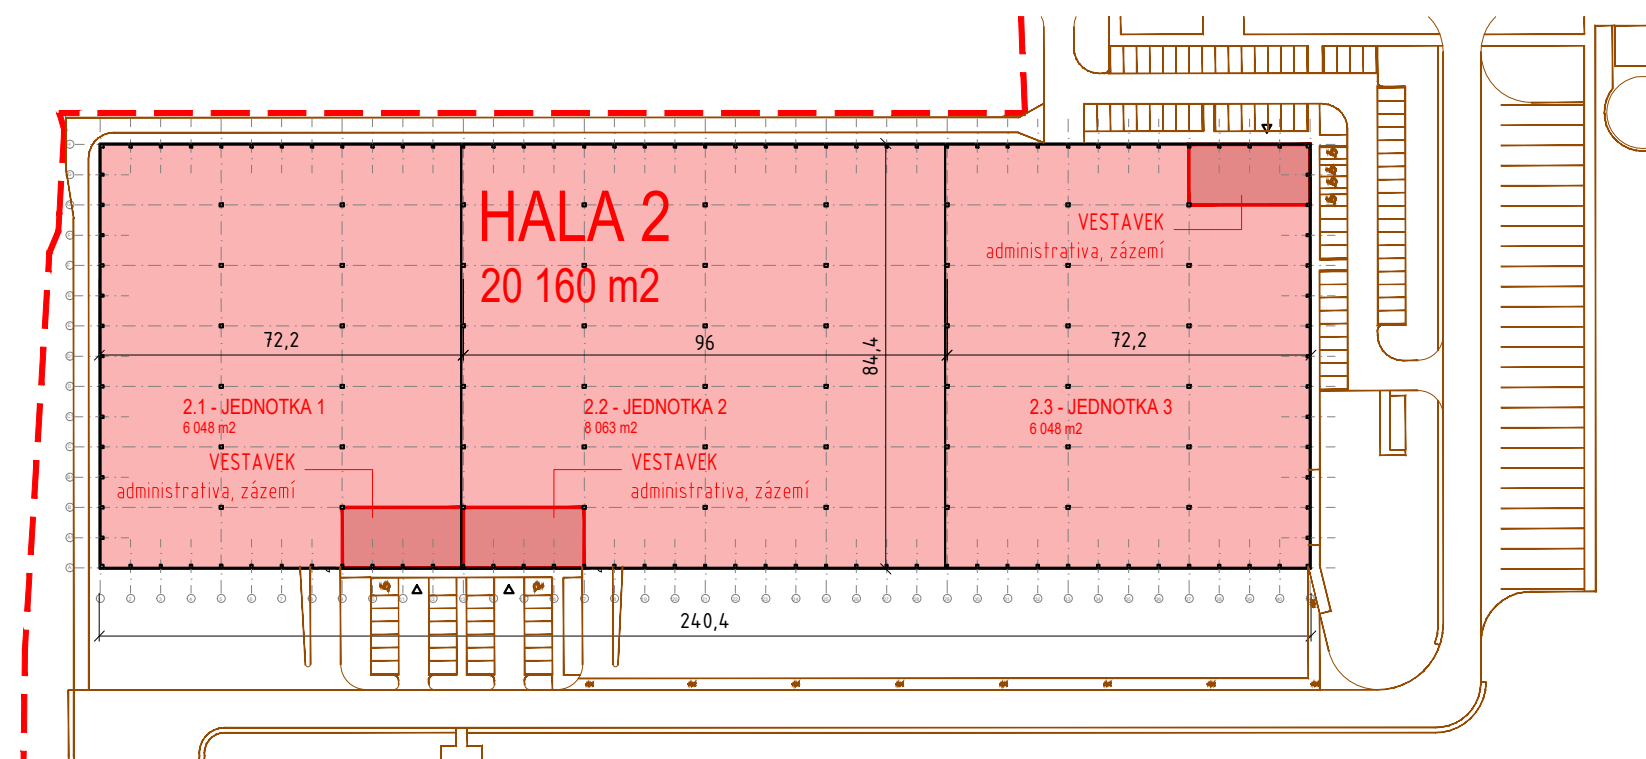 HALA 2
20 160 m2
VESTAVEK
administrativa, zázemí
72,2
96
84,4
72,2
2.1 - JEDNOTKA 1
6 048 m2
2.2 - JEDNOTKA 2
8 063 m2
2.3 - JEDNOTKA 3
6 048 m2
VESTAVEK
administrativa, zázemí
VESTAVEK
administrativa, zázemí
240,4